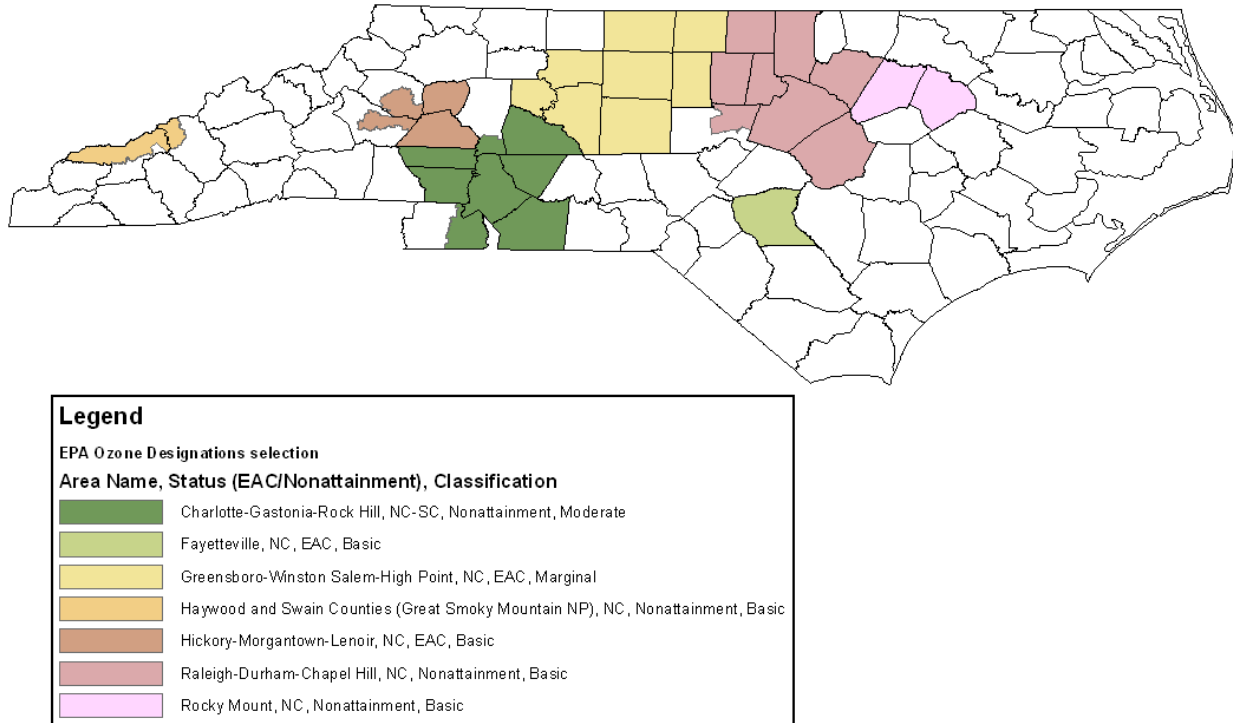 Legend
EPA Ozone Designations selection
Area Name, Status (EAC/Nonattainment), Classification
Charlotte-Gastonia-Rock Hill, NC-SC, Nonattainment, Moderate
Fayetteville, NC, EAC, Basic
Greensboro-Winston Salem-High Point, NC, EAC, Marginal
Haywood and Swain Counties (Great Smoky Mountain NP), NC, Nonattainment, Basic
Hickory-Morgantown-Lenoir, NC, EAC, Basic
Raleigh-Durham-Chapel Hill, NC, Nonattainment, Basic
Rocky Mount, NC, Nonattainment, Basic